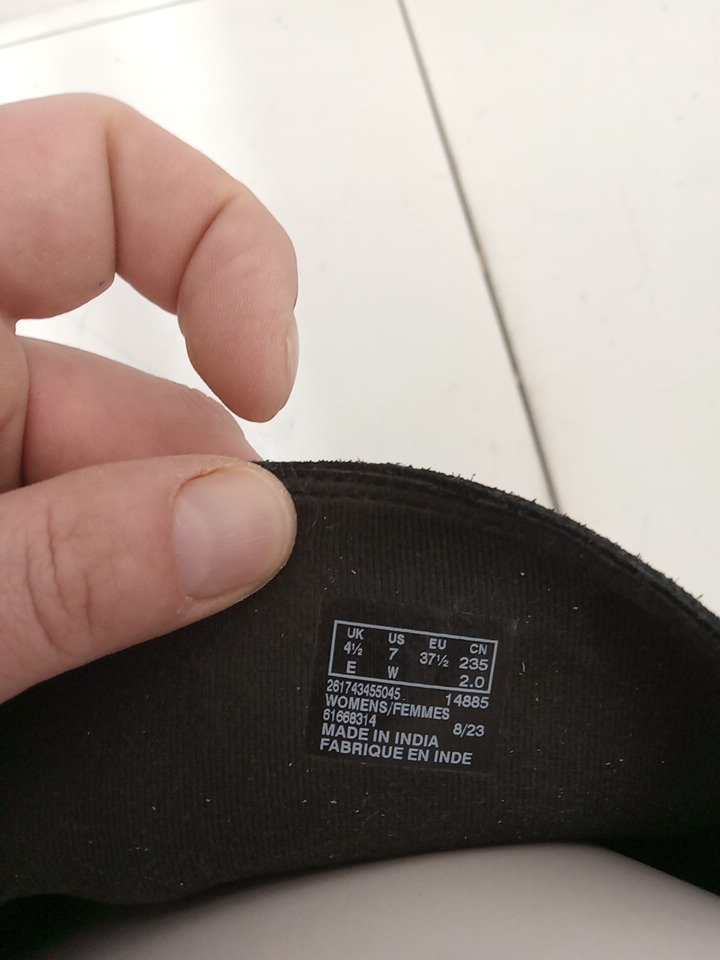 UK US EU CN
4½ 7 37½ 235
E W 2.0
261743455045 14885
WOMENS/FEMMES
81668314 8/23
MADE IN INDIA
FABRIQUE EN INDE